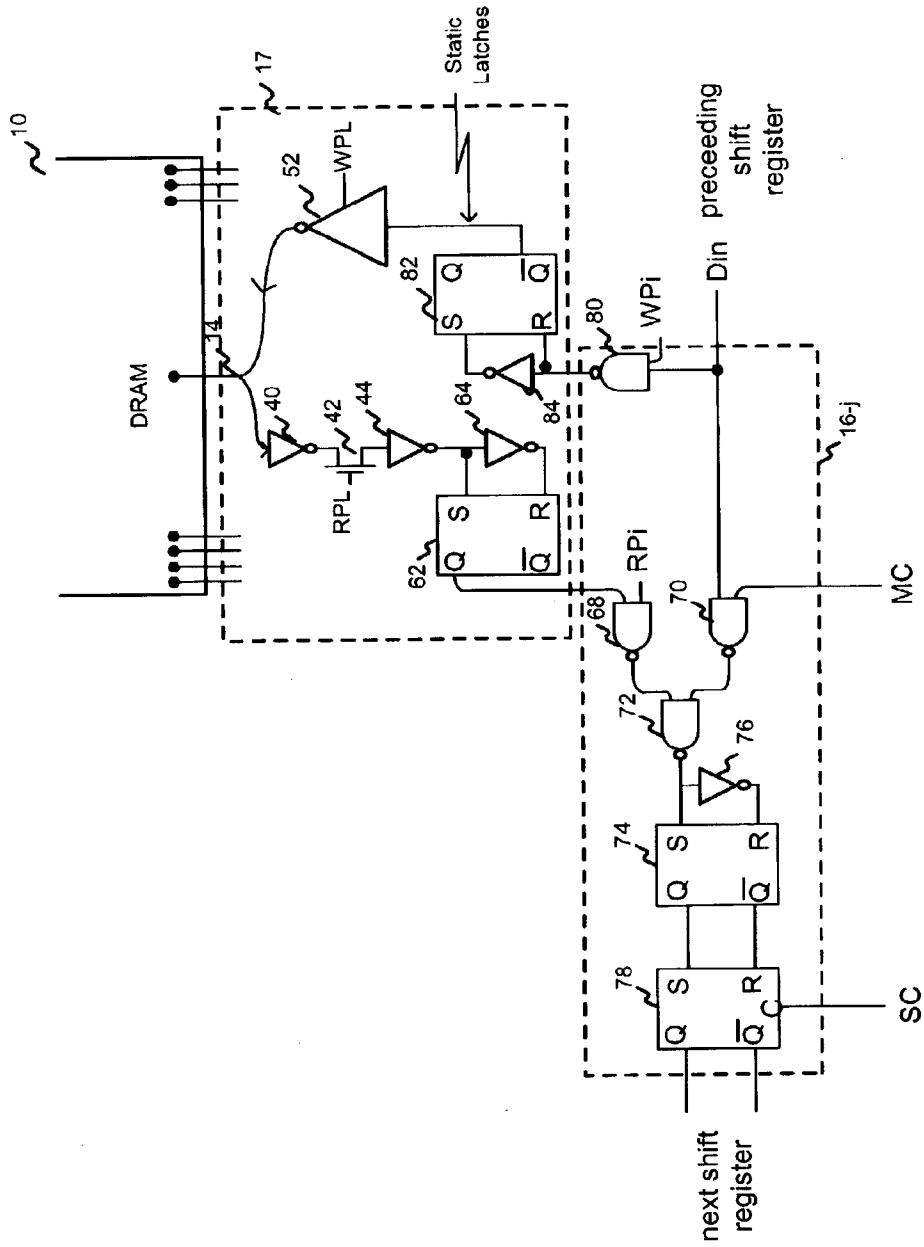 10
DRAM
14
17
40
52
WPL
42
RPL
44
64
62
S
Q
R
Q
82
S
Q
R
Q
84
Static
Latches
80
WPi
68
RPi
70
Din
preceeding
shift
register
72
76
74
S
Q
R
Q
78
S
Q
R
Q
C
16-j
MC
SC
next shift
register